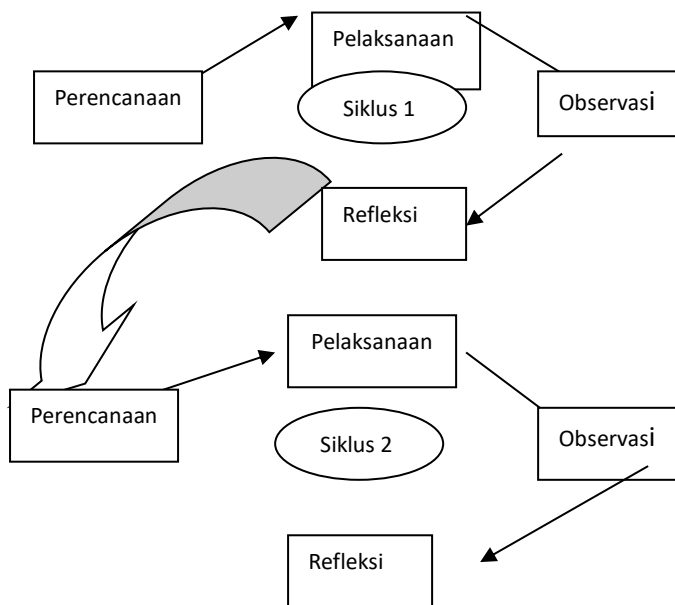 Pelaksanaan
Perencanaan
Siklus 1
Observasi
Refleksi
Pelaksanaan
Perencanaan
Siklus 2
Observasi
Refleksi